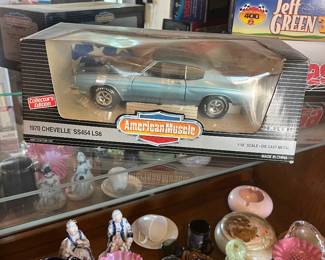 Jeff
400
GREEN
Collector's
Edition
1970 CHEVELLE SS454 LS6
American Muscle
1:18 SCALE - DIE CAST METAL
MADE IN CHINA